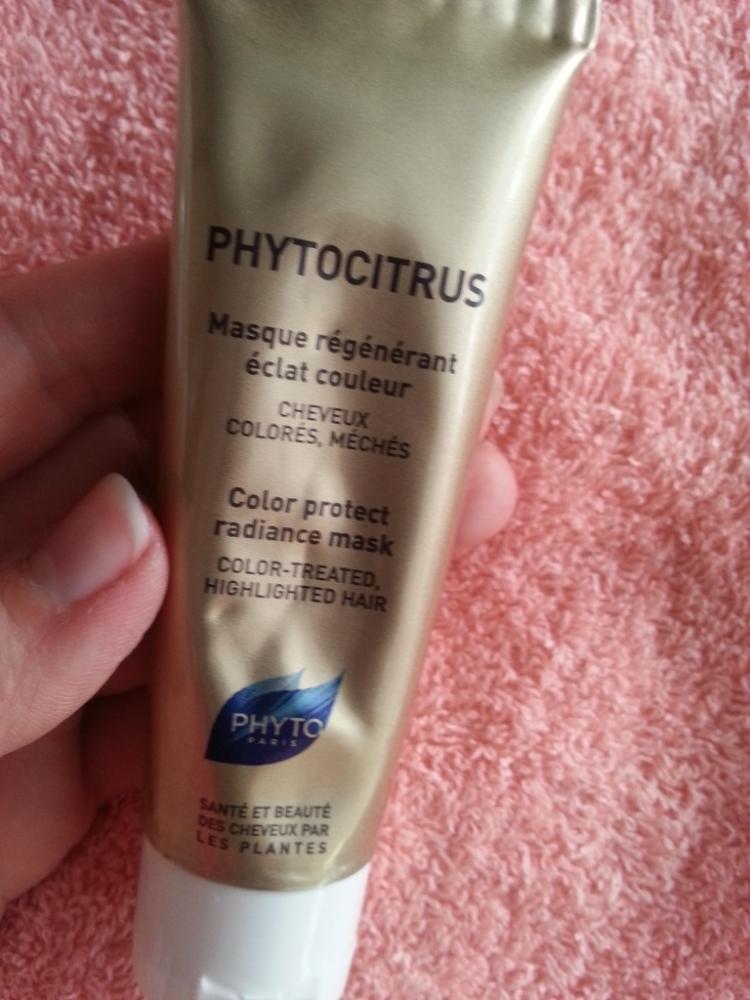 PHYTOCITRUS
Masque régénérant
éclat couleur
CHEVEUX
COLORÉS, MÉCHÉS
Color protect
radiance mask
COLOR-TREATED,
HIGHLIGHTED HAIR
PHYTO
PARIS
SANTÉ ET BEAUTÉ
DES CHEVEUX PAR
LES PLANTES